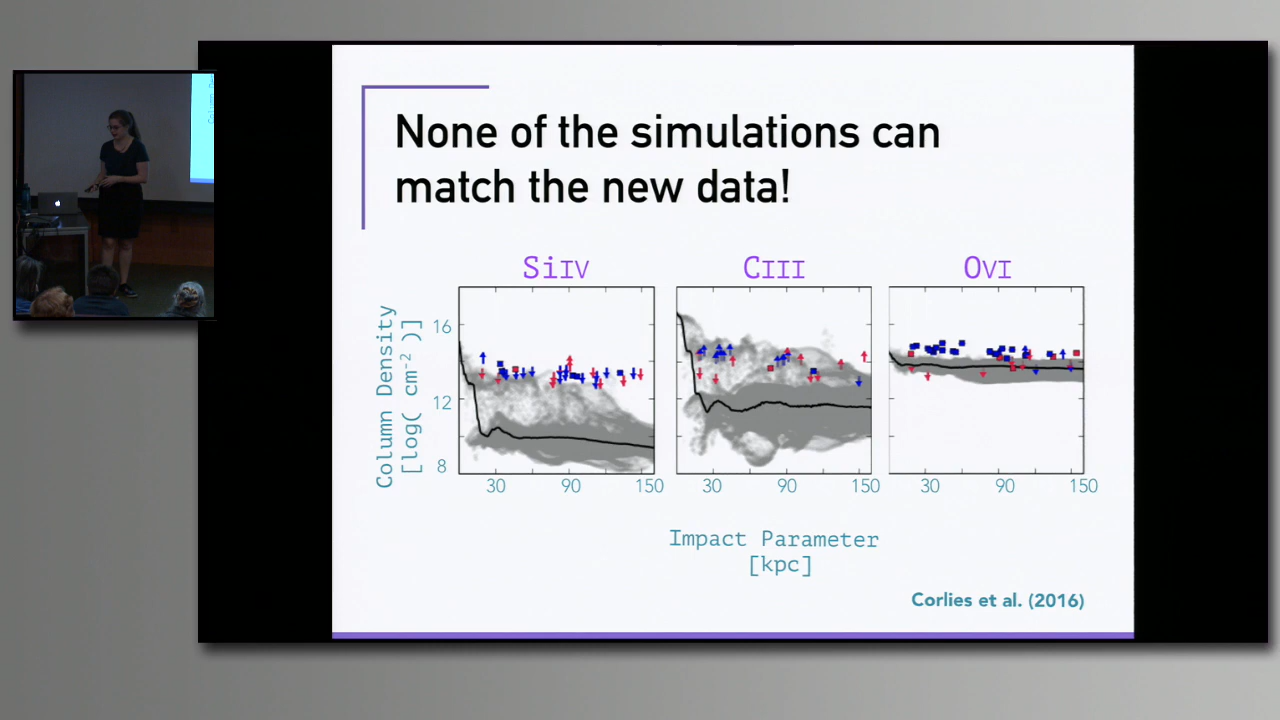 None of the simulations can
match the new data!
SiIV
CIII
OVI
Column Density
[log( cm-2 )]
16
12
8
30 90 150
30 90 150
30 90 150
Impact Parameter
[kpc]
Corlies et al. (2016)